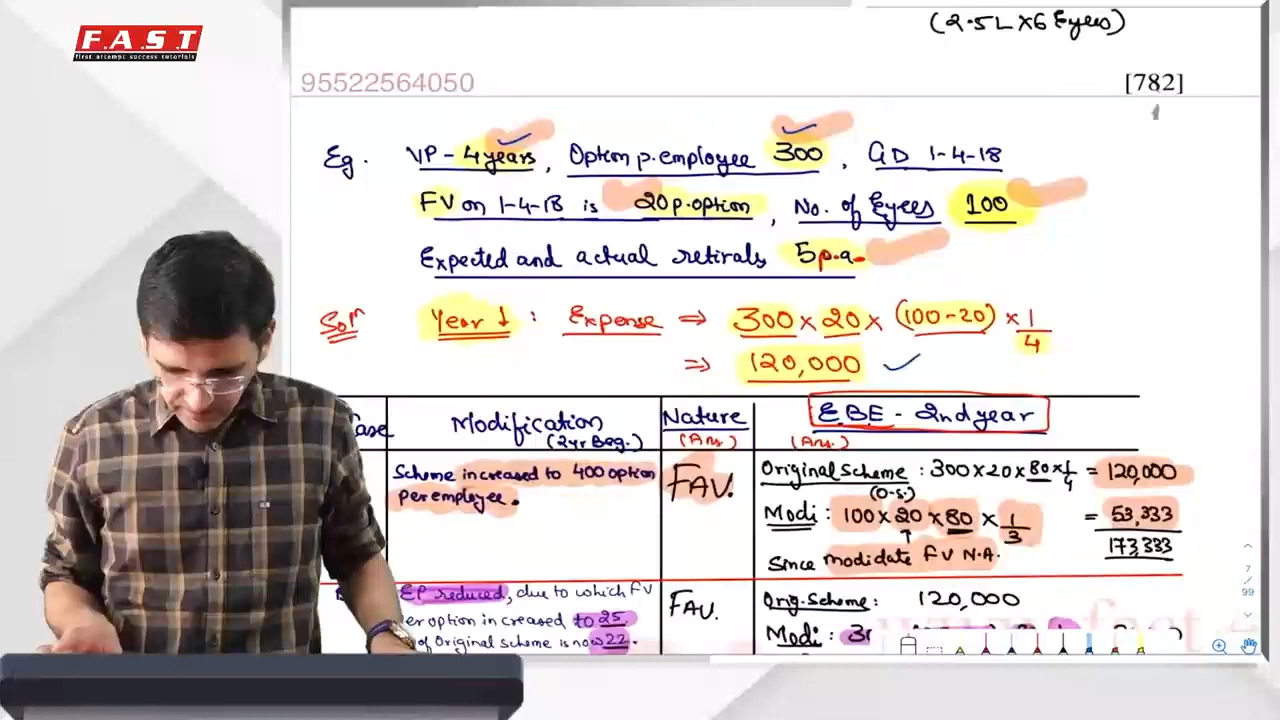 F.A.S.T
first attempt success tutorials
(2.5L x 6 Eyees)
95522564050
[782]
Eg. VP - 4 years, Option p. employee 300, GD 1-4-18
FV on 1-4-18 is 20 p. option, No. of Eyees 100
Expected and actual retirals 5 p.a.
Soln Year 1 : Expense ⇒ 300 x 20 x (100-20) x 1/4
⇒ 120,000
Case Modification (2yr Beg.) Nature (Ans.) EBE - 2nd year (Ans.)
Scheme increased to 400 option
per employee.
FAV.
Original Scheme : 300 x 20 x 80 x 1/4 = 120,000
(O.S.)
Modi : 100 x 20 x 80 x 1/3 = 53,333
Since modidate FV N.A. 173,333
EP reduced, due to which FV
er option increased to 25.
of Original scheme is now 22.
FAV.
Orig. Scheme : 120,000
Modi :
7
/
99